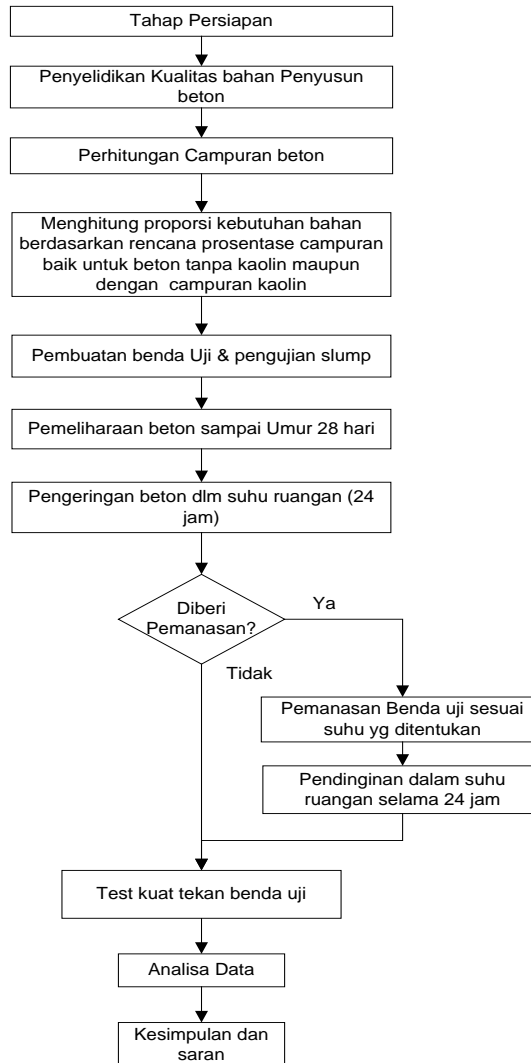 Tahap Persiapan
Penyelidikan Kualitas bahan Penyusun
beton
Perhitungan Campuran beton
Menghitung proporsi kebutuhan bahan
berdasarkan rencana prosentase campuran
baik untuk beton tanpa kaolin maupun
dengan campuran kaolin
Pembuatan benda Uji & pengujian slump
Pemeliharaan beton sampai Umur 28 hari
Pengeringan beton dlm suhu ruangan (24
jam)
Diberi
Pemanasan?
Ya
Tidak
Pemanasan Benda uji sesuai
suhu yg ditentukan
Pendinginan dalam suhu
ruangan selama 24 jam
Test kuat tekan benda uji
Analisa Data
Kesimpulan dan
saran